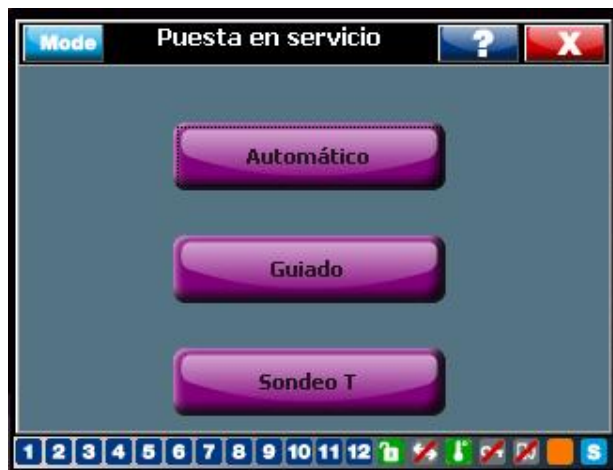 Mode Puesta en servicio ? X
Automático
Guiado
Sondeo T
1 2 3 4 5 6 7 8 9 10 11 12 S